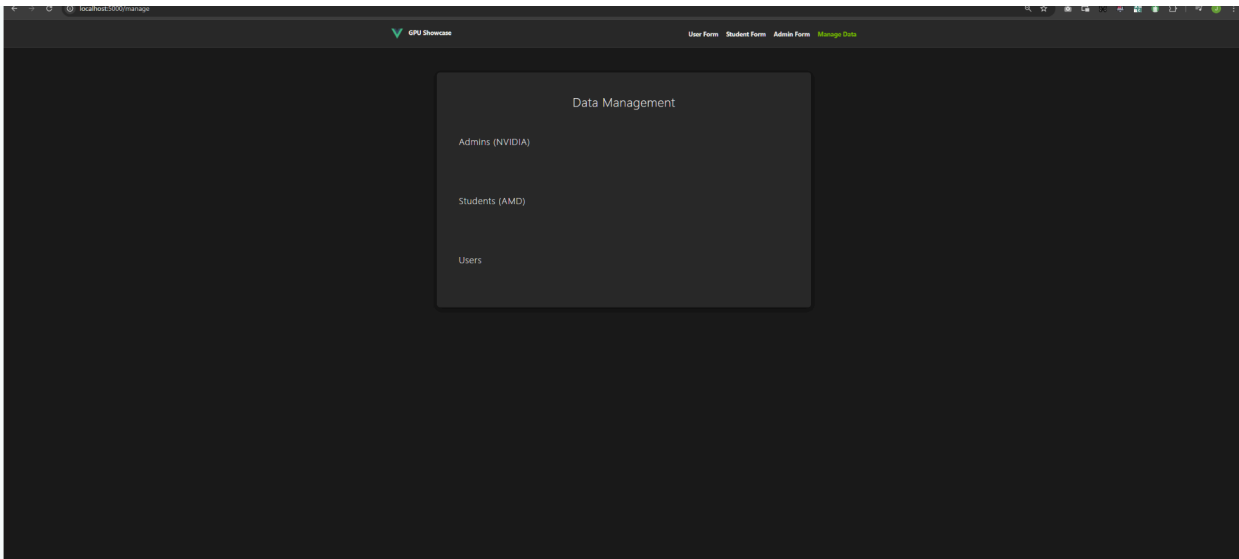 localhost:5000/manage
GPU Showcase
User Form Student Form Admin Form Manage Data
Data Management
Admins (NVIDIA)
Students (AMD)
Users